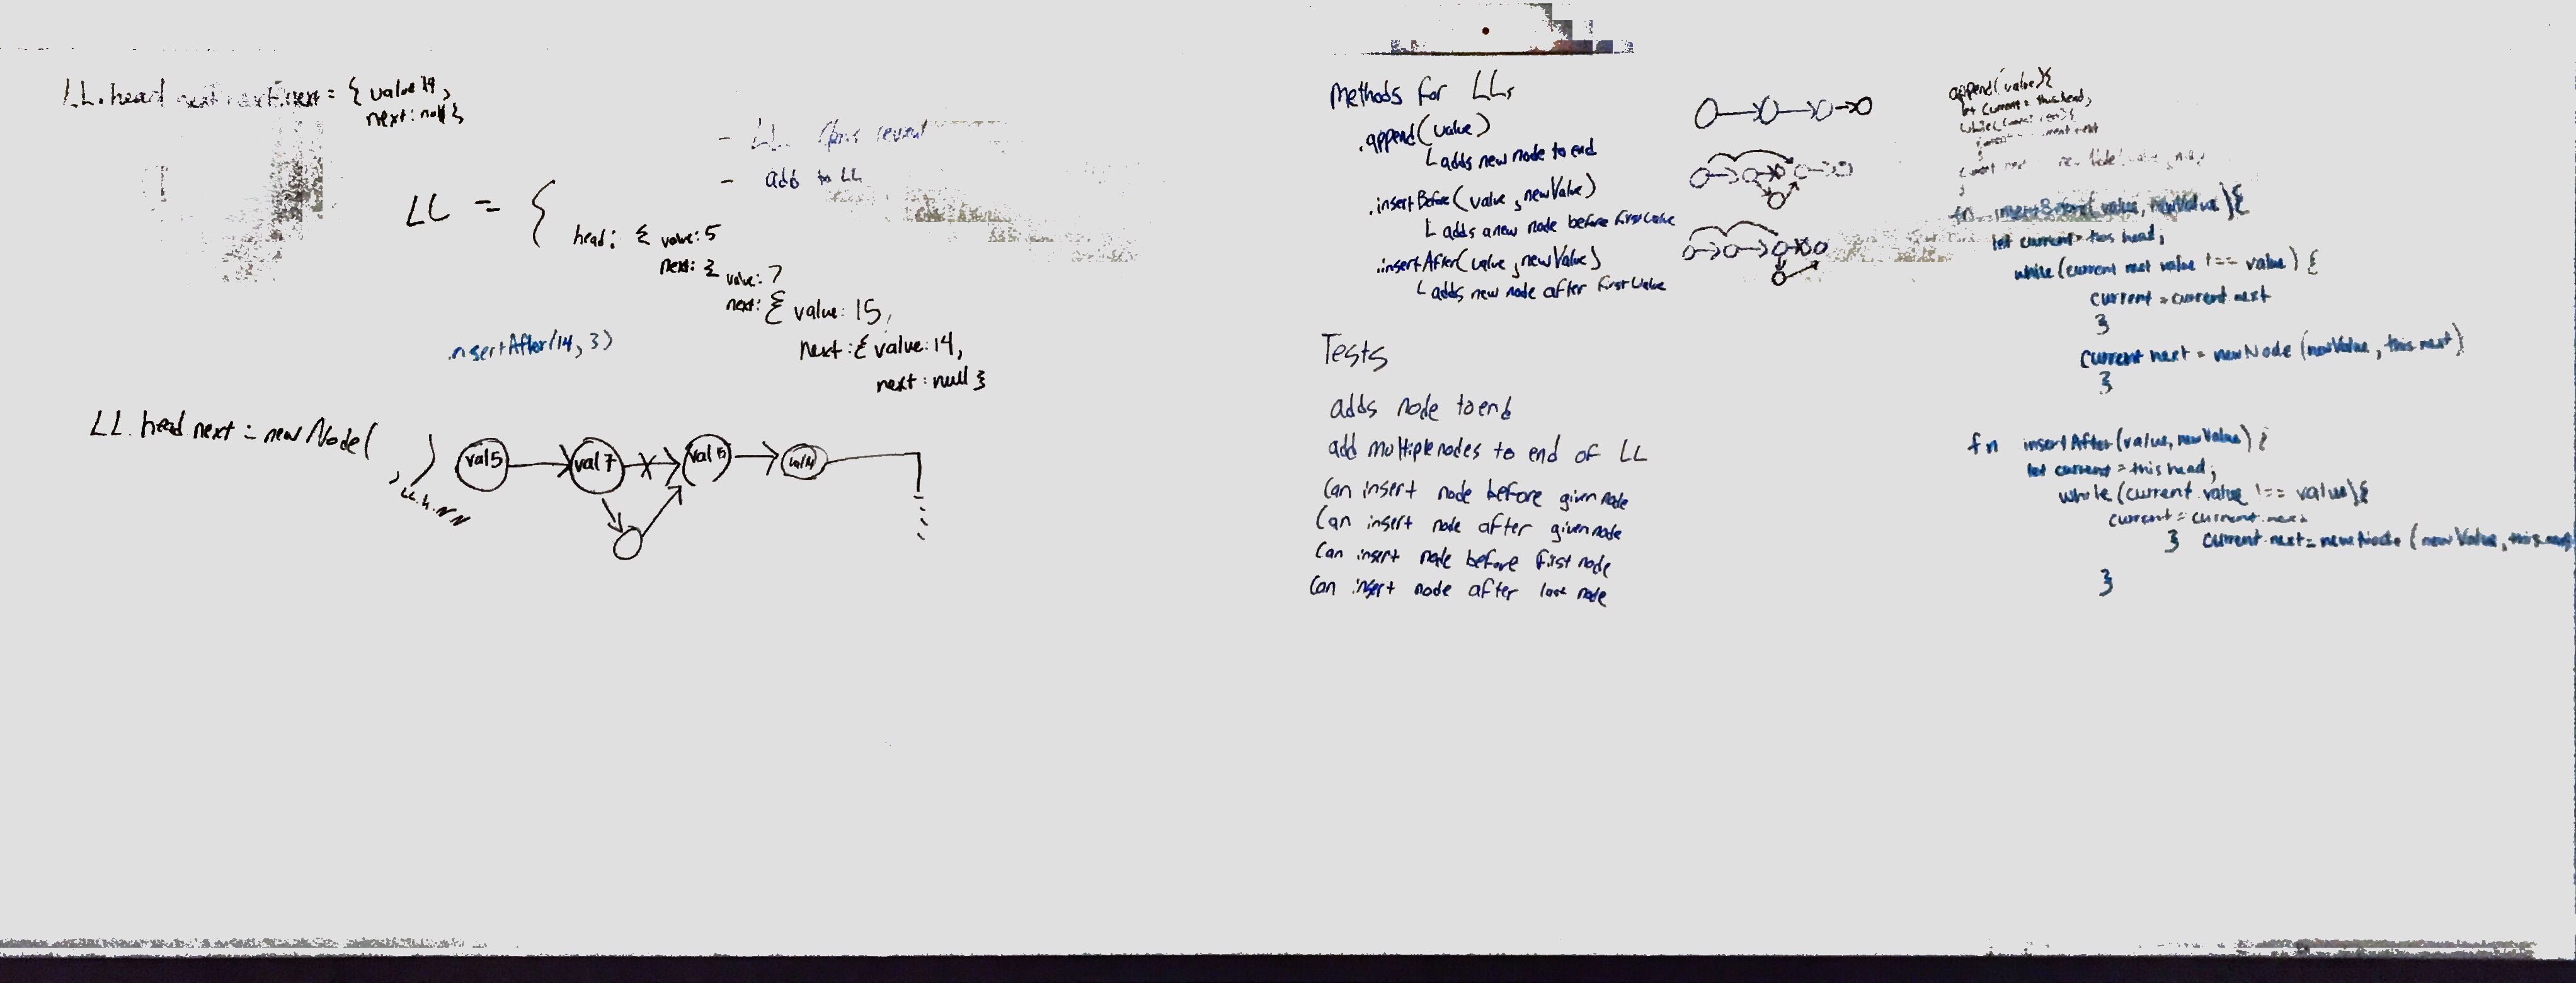 LL.head next next.next = { value 14,
next: null },
- LL
- add to LL
LL = {
head: { value: 5
next: { value: 7
next: { value: 15,
next: { value: 14,
next: null }
.nsertAfter(14, 3)
LL.head next = new Node( , )
LL.h.N N
val 5
val 7
val 15
val 14
Methods for LLs
.append(value)
adds new node to end
.insertBefore(value, newValue)
adds a new node before first value
.insertAfter(value, newValue)
adds new node after first value
Tests
adds node to end
add multiple nodes to end of LL
Can insert node before given node
Can insert node after given node
Can insert node before first node
Can insert node after last node
append(value){
let current = this.head;
while(current
current next
}
current next = new Node(
}
fn insertBefore(value, newValue){
let current = this head;
while (current next value !== value) {
current = current.next
}
current next = new Node (newValue, this next)
}
fn insertAfter(value, newValue) {
let current = this head;
while (current.value !== value){
current = current.next
} current.next = new Node (newValue, this.next
}